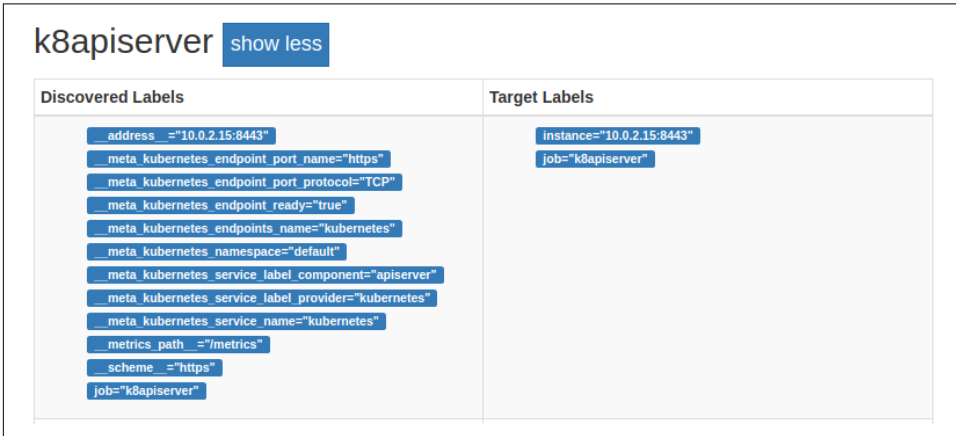 k8apiserver show less
Discovered Labels
Target Labels
__address__="10.0.2.15:8443"
__meta_kubernetes_endpoint_port_name="https"
__meta_kubernetes_endpoint_port_protocol="TCP"
__meta_kubernetes_endpoint_ready="true"
__meta_kubernetes_endpoints_name="kubernetes"
__meta_kubernetes_namespace="default"
__meta_kubernetes_service_label_component="apiserver"
__meta_kubernetes_service_label_provider="kubernetes"
__meta_kubernetes_service_name="kubernetes"
__metrics_path__="/metrics"
__scheme__="https"
job="k8apiserver"
instance="10.0.2.15:8443"
job="k8apiserver"